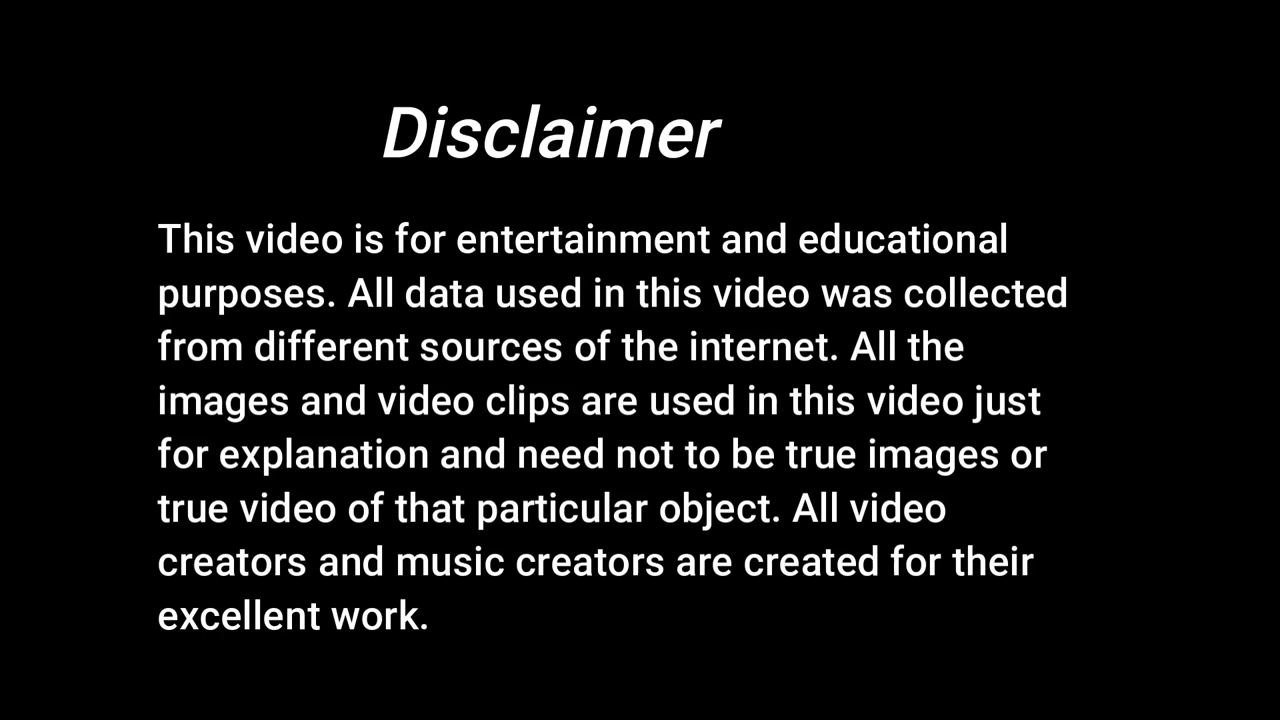 Disclaimer
This video is for entertainment and educational
purposes. All data used in this video was collected
from different sources of the internet. All the
images and video clips are used in this video just
for explanation and need not to be true images or
true video of that particular object. All video
creators and music creators are created for their
excellent work.